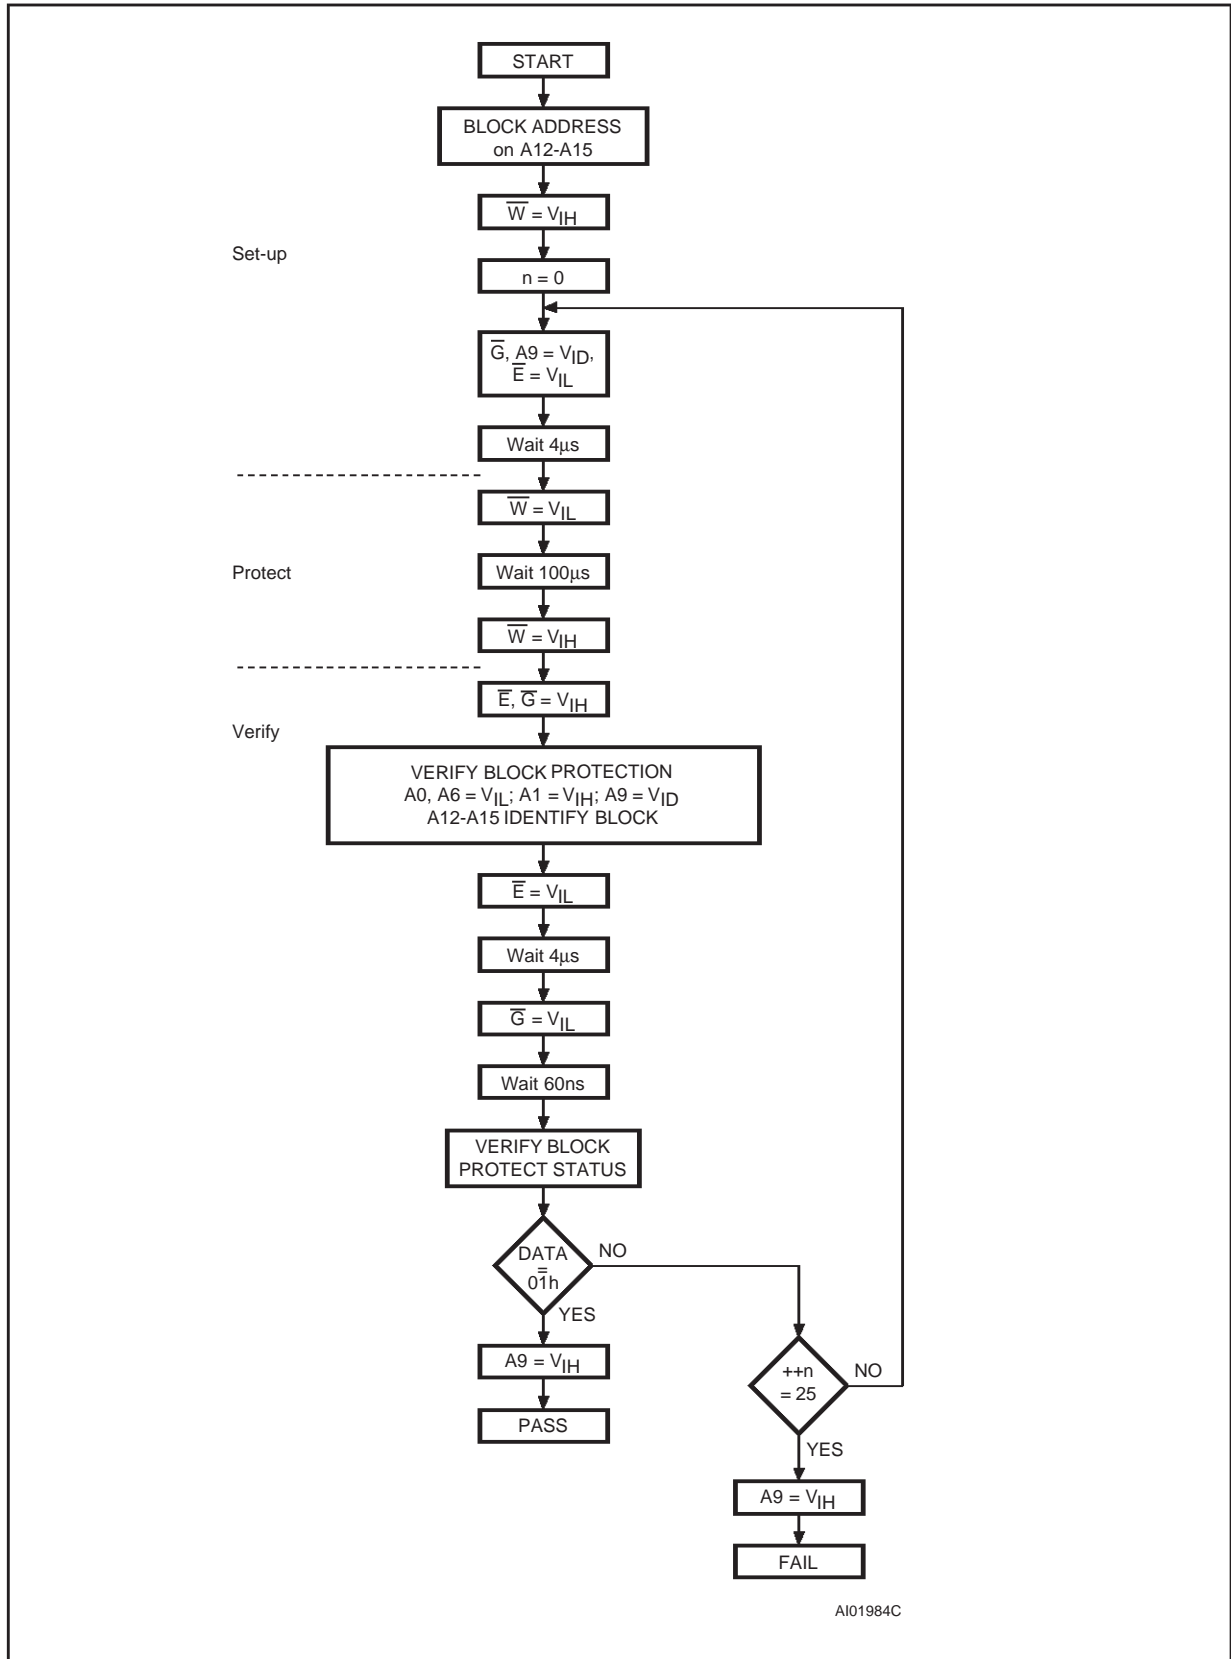 START
BLOCK ADDRESS
on A12-A15
W̅ = VIH
Set-up
n = 0
G̅, A9 = VID,
E̅ = VIL
Wait 4µs
W̅ = VIL
Protect
Wait 100µs
W̅ = VIH
E̅, G̅ = VIH
Verify
VERIFY BLOCK PROTECTION
A0, A6 = VIL; A1 = VIH; A9 = VID
A12-A15 IDENTIFY BLOCK
E̅ = VIL
Wait 4µs
G̅ = VIL
Wait 60ns
VERIFY BLOCK
PROTECT STATUS
DATA
=
01h
NO
YES
A9 = VIH
PASS
++n
= 25
NO
YES
A9 = VIH
FAIL
AI01984C